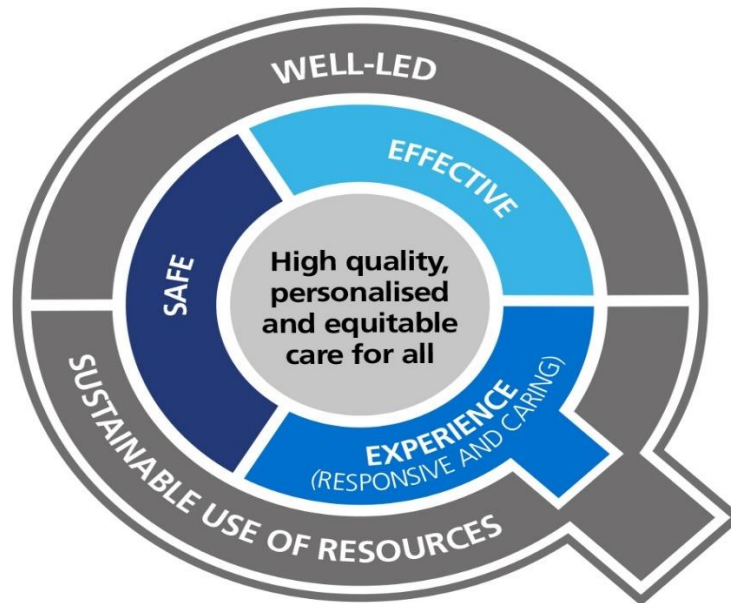 WELL-LED
EFFECTIVE
SAFE
High quality,
personalised
and equitable
care for all
EXPERIENCE
(RESPONSIVE AND CARING)
SUSTAINABLE USE OF RESOURCES